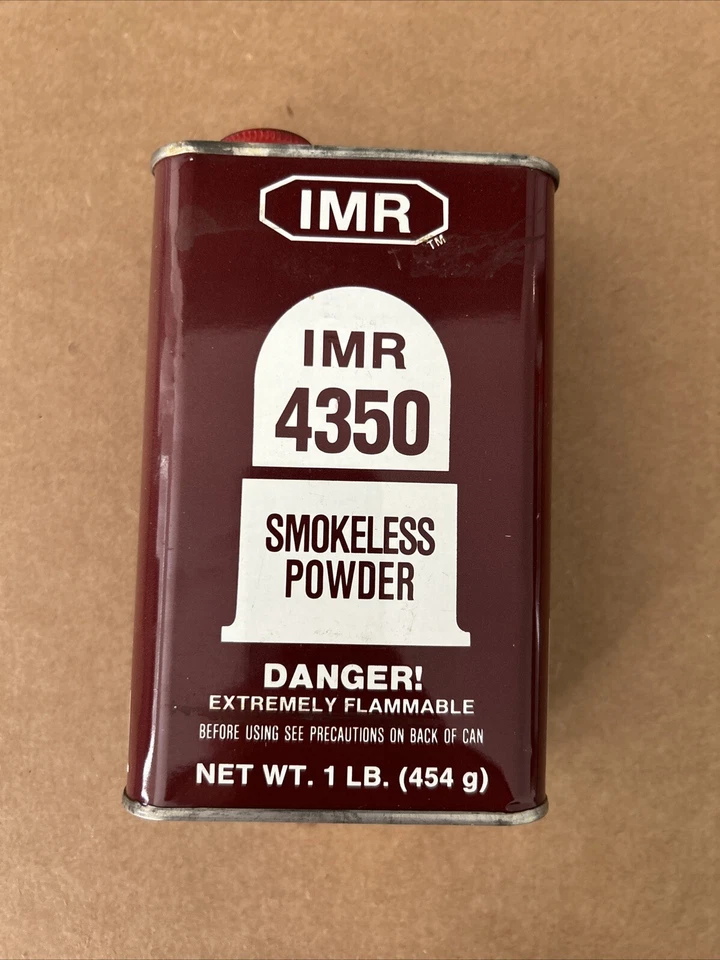 IMR
TM
IMR
4350
SMOKELESS
POWDER
DANGER!
EXTREMELY FLAMMABLE
BEFORE USING SEE PRECAUTIONS ON BACK OF CAN
NET WT. 1 LB. (454 g)